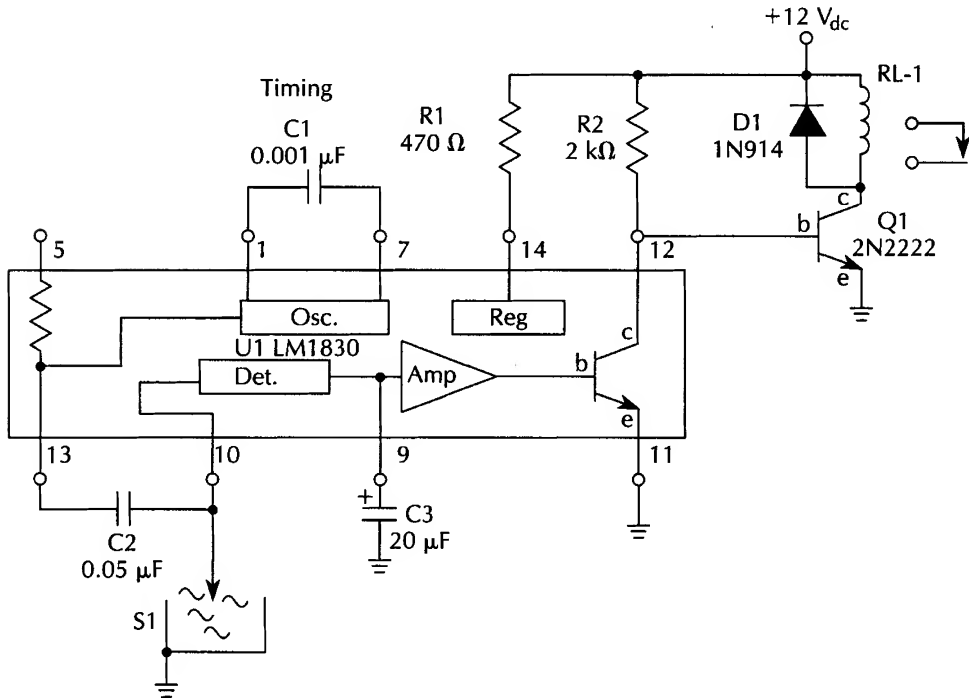 +12 Vdc
RL-1
Timing
C1
0.001 μF
R1
470 Ω
R2
2 kΩ
D1
1N914
c
b
Q1
2N2222
e
5
1
7
14
12
Osc.
Reg
U1 LM1830
Det.
Amp
c
b
e
13
10
9
11
C2
0.05 μF
+
C3
20 μF
S1